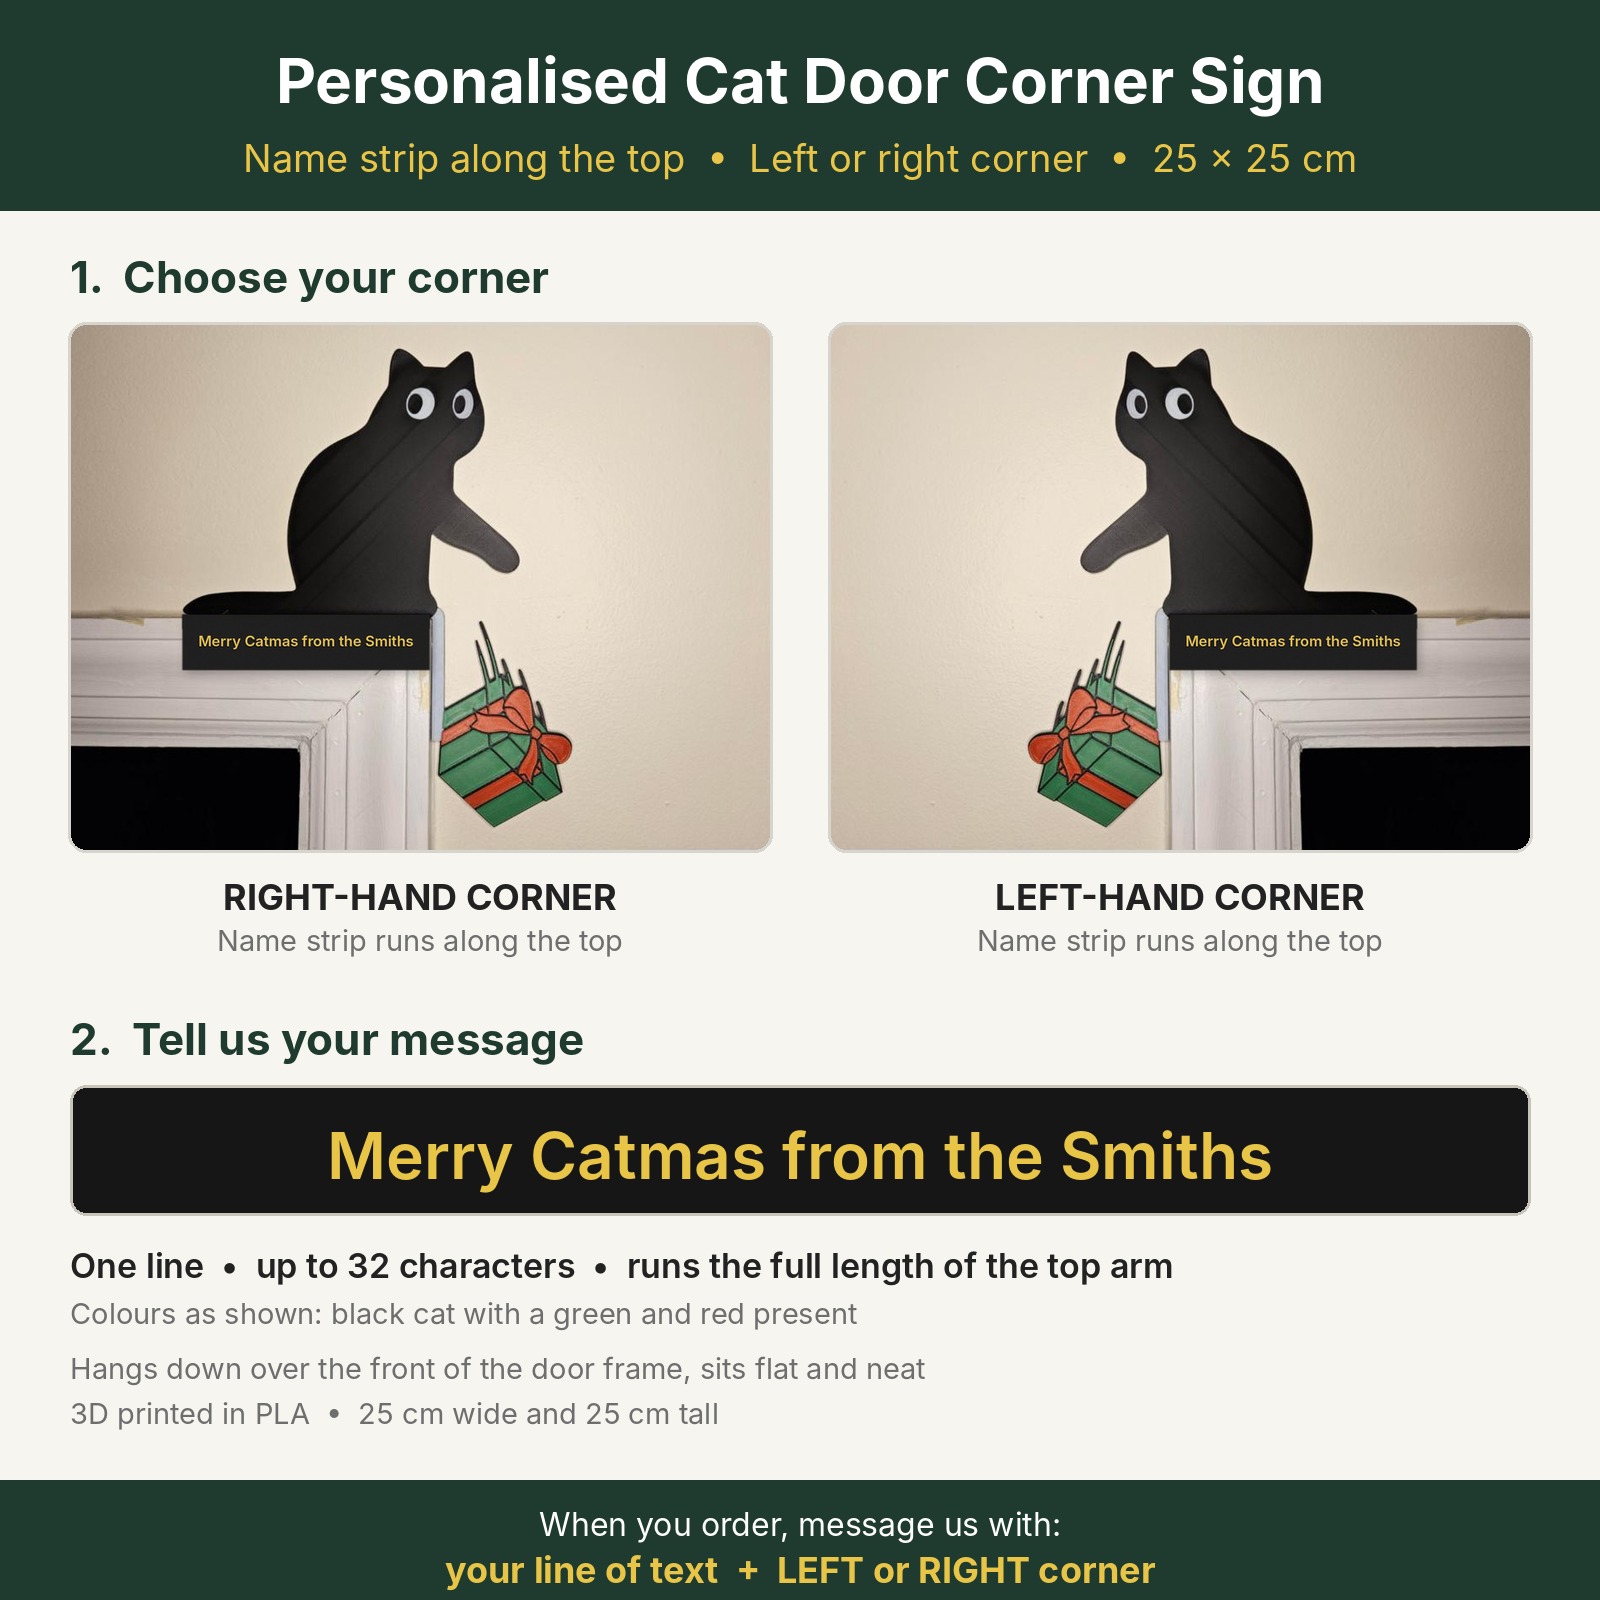 Personalised Cat Door Corner Sign
Name strip along the top • Left or right corner • 25 × 25 cm
1. Choose your corner
Merry Catmas from the Smiths
Merry Catmas from the Smiths
RIGHT-HAND CORNER
Name strip runs along the top
LEFT-HAND CORNER
Name strip runs along the top
2. Tell us your message
Merry Catmas from the Smiths
One line • up to 32 characters • runs the full length of the top arm
Colours as shown: black cat with a green and red present
Hangs down over the front of the door frame, sits flat and neat
3D printed in PLA • 25 cm wide and 25 cm tall
When you order, message us with:
your line of text + LEFT or RIGHT corner